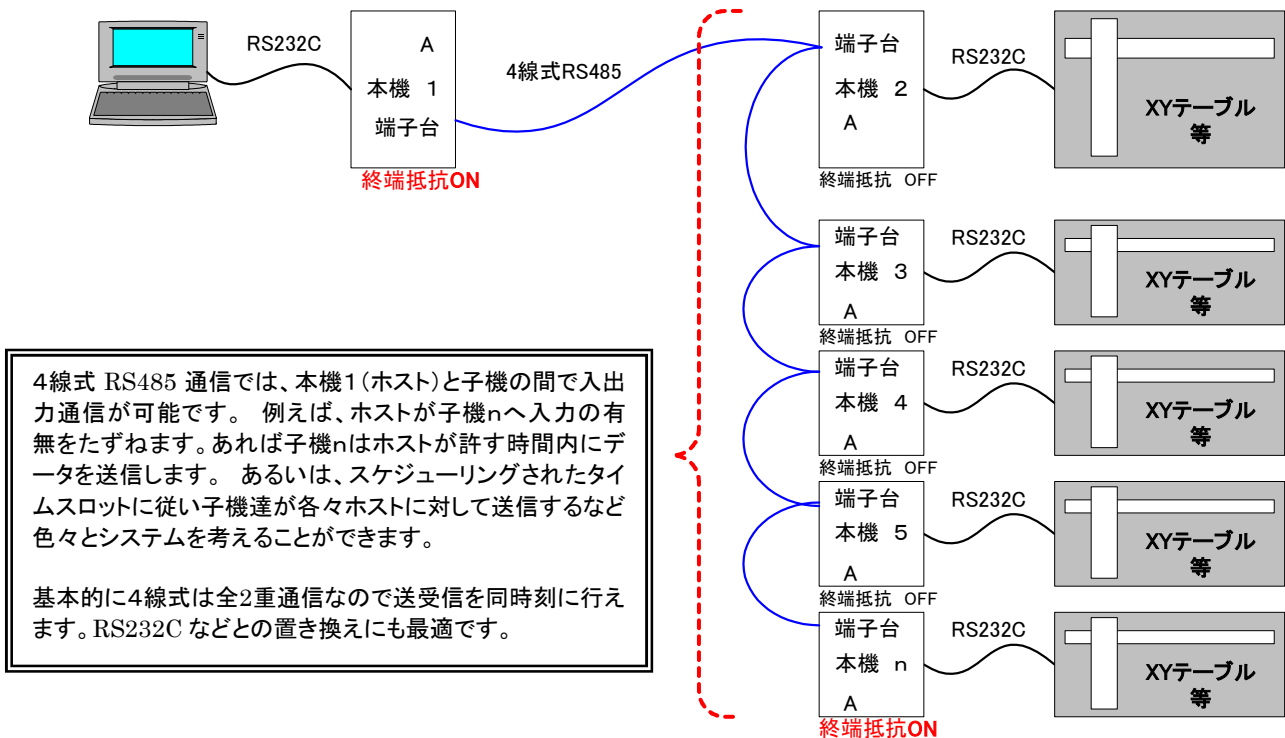 RS232C
A
本機 1
端子台
終端抵抗ON
4線式RS485
端子台
本機 2
A
終端抵抗 OFF
RS232C
XYテーブル
等
端子台
本機 3
A
終端抵抗 OFF
RS232C
XYテーブル
等
端子台
本機 4
A
終端抵抗 OFF
RS232C
XYテーブル
等
端子台
本機 5
A
終端抵抗 OFF
RS232C
XYテーブル
等
端子台
本機 n
A
終端抵抗ON
RS232C
XYテーブル
等
4線式 RS485 通信では、本機1(ホスト)と子機の間で入出
力通信が可能です。 例えば、ホストが子機nへ入力の有
無をたずねます。あれば子機nはホストが許す時間内にデ
ータを送信します。 あるいは、スケジューリングされたタイ
ムスロットに従い子機達が各々ホストに対して送信するなど
色々とシステムを考えることができます。
基本的に4線式は全2重通信なので送受信を同時刻に行え
ます。RS232C などとの置き換えにも最適です。